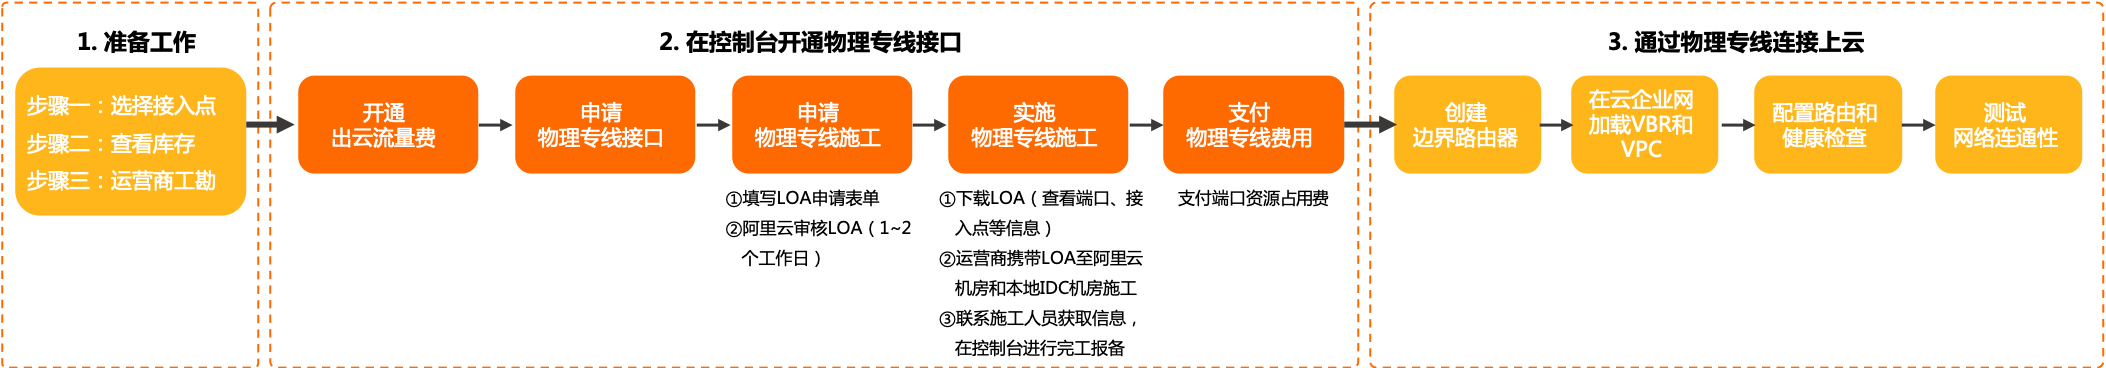 1. 准备工作
步骤一：选择接入点
步骤二：查看库存
步骤三：运营商工勘
2. 在控制台开通物理专线接口
开通
出云流量费
申请
物理专线接口
申请
物理专线施工
①填写LOA申请表单
②阿里云审核LOA（1~2
个工作日）
实施
物理专线施工
①下载LOA（查看端口、接
入点等信息）
②运营商携带LOA至阿里云
机房和本地IDC机房施工
③联系施工人员获取信息，
在控制台进行完工报备
支付
物理专线费用
支付端口资源占用费
3. 通过物理专线连接上云
创建
边界路由器
在云企业网
加载VBR和
VPC
配置路由和
健康检查
测试
网络连通性